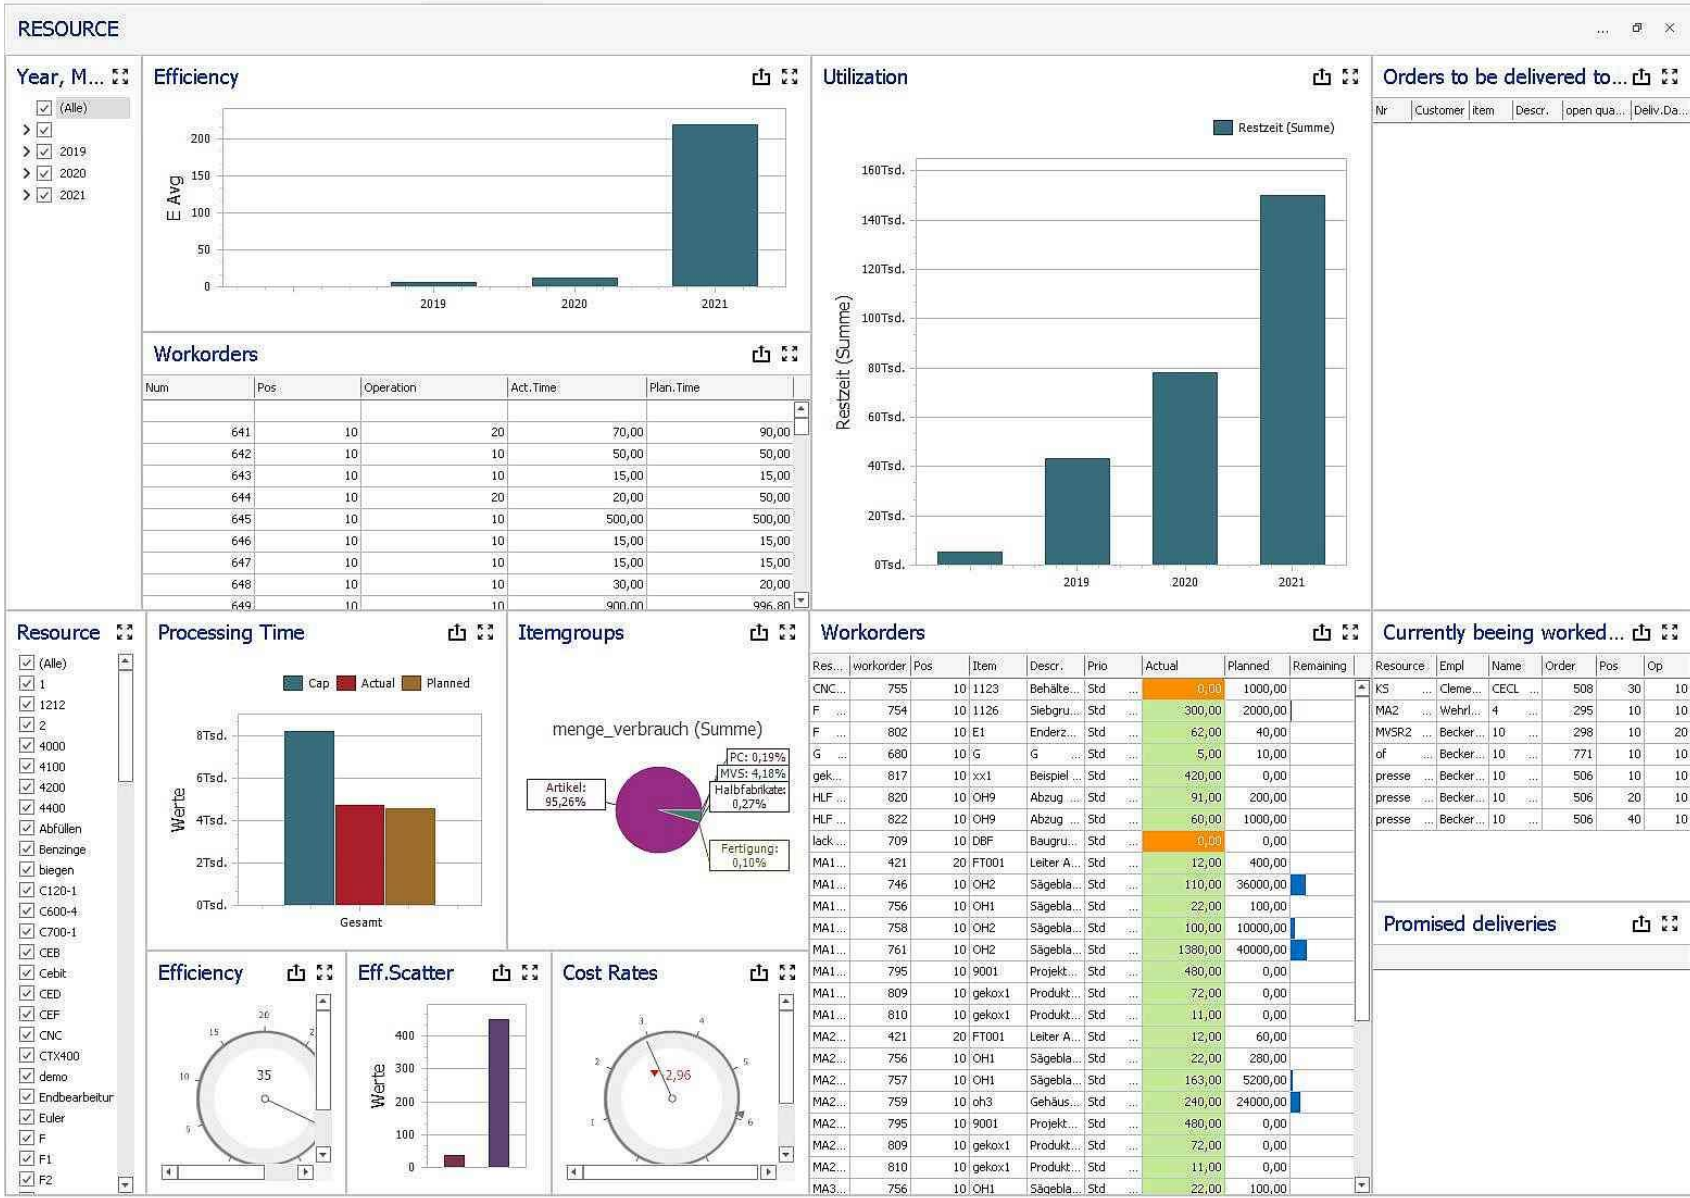 RESOURCE
...
Year, M...
(Alle)
2019
2020
2021
Efficiency
E Avg
200
150
100
50
0
2019
2020
2021
Workorders
Num Pos Operation Act.Time Plan.Time
641 10 20 70,00 90,00
642 10 10 50,00 50,00
643 10 10 15,00 15,00
644 10 20 20,00 50,00
645 10 10 500,00 500,00
646 10 10 15,00 15,00
647 10 10 15,00 15,00
648 10 10 30,00 20,00
649 10 10 900,00 996,80
Utilization
Restzeit (Summe)
Restzeit (Summe)
160Tsd.
140Tsd.
120Tsd.
100Tsd.
80Tsd.
60Tsd.
40Tsd.
20Tsd.
0Tsd.
2019
2020
2021
Orders to be delivered to...
Nr Customer item Descr. open qua... Deliv.Da...
Resource
(Alle)
1
1212
2
4000
4100
4200
4400
Abfüllen
Benzinge
biegen
C120-1
C600-4
C700-1
CEB
Cebit
CED
CEF
CNC
CTX400
demo
Endbearbeitur
Euler
F
F1
F2
Processing Time
Cap Actual Planned
Werte
8Tsd.
6Tsd.
4Tsd.
2Tsd.
0Tsd.
Gesamt
Itemgroups
menge_verbrauch (Summe)
PC: 0,19%
MVS: 4,18%
Halbfabrikate:
0,27%
Artikel:
95,26%
Fertigung:
0,10%
Efficiency
20
15
2
10
5
35
Eff.Scatter
Werte
400
300
200
100
0
Cost Rates
3
4
2
5
1
6
2,96
Workorders
Res... workorder Pos Item Descr. Prio Actual Planned Remaining
CNC... 755 10 1123 Behälte... Std ... 0,00 1000,00
F ... 754 10 1126 Siebgru... Std ... 300,00 2000,00
F ... 802 10 E1 Enderz... Std ... 62,00 40,00
G ... 680 10 G G ... Std ... 5,00 10,00
gek... 817 10 xx1 Beispiel ... Std ... 420,00 0,00
HLF ... 820 10 OH9 Abzug ... Std ... 91,00 200,00
HLF ... 822 10 OH9 Abzug ... Std ... 60,00 1000,00
lack ... 709 10 DBF Baugru... Std ... 0,00 0,00
MA1... 421 20 FT001 Leiter A... Std ... 12,00 400,00
MA1... 746 10 OH2 Sägebla... Std ... 110,00 36000,00
MA1... 756 10 OH1 Sägebla... Std ... 22,00 100,00
MA1... 758 10 OH2 Sägebla... Std ... 100,00 10000,00
MA1... 761 10 OH2 Sägebla... Std ... 1380,00 40000,00
MA1... 795 10 9001 Projekt... Std ... 480,00 0,00
MA1... 809 10 gekox1 Produkt... Std ... 72,00 0,00
MA1... 810 10 gekox1 Produkt... Std ... 11,00 0,00
MA2... 421 20 FT001 Leiter A... Std ... 12,00 60,00
MA2... 756 10 OH1 Sägebla... Std ... 22,00 280,00
MA2... 757 10 OH1 Sägebla... Std ... 163,00 5200,00
MA2... 759 10 oh3 Gehäus... Std ... 240,00 24000,00
MA2... 795 10 9001 Projekt... Std ... 480,00 0,00
MA2... 809 10 gekox1 Produkt... Std ... 72,00 0,00
MA2... 810 10 gekox1 Produkt... Std ... 11,00 0,00
MA3... 756 10 OH1 Sägebla... Std ... 22,00 100,00
Currently beeing worked...
Resource Empl Name Order Pos Op
KS ... Cleme... CECL ... 508 30 10
MA2 ... Wehrl... 4 ... 295 10 10
MVSR2 ... Becker... 10 ... 298 10 20
of ... Becker... 10 ... 771 10 10
presse ... Becker... 10 ... 506 10 10
presse ... Becker... 10 ... 506 20 10
presse ... Becker... 10 ... 506 40 10
Promised deliveries